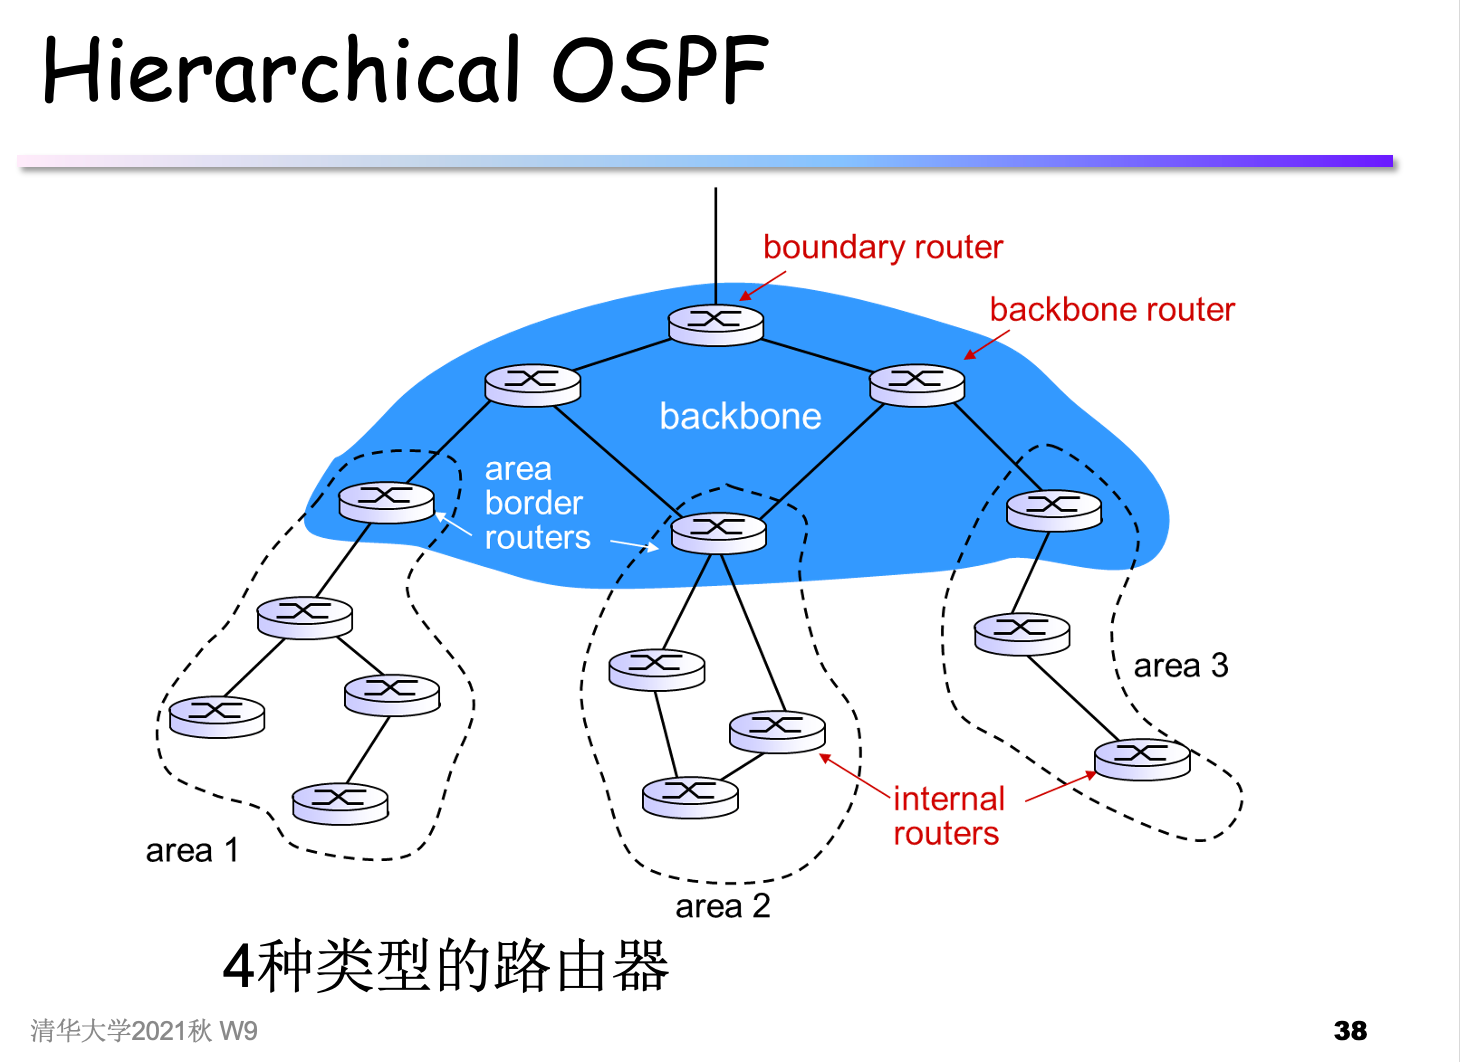 Hierarchical OSPF
boundary router
backbone router
backbone
area
border
routers
area 3
internal
routers
area 1
area 2
4种类型的路由器
清华大学2021秋 W9
38